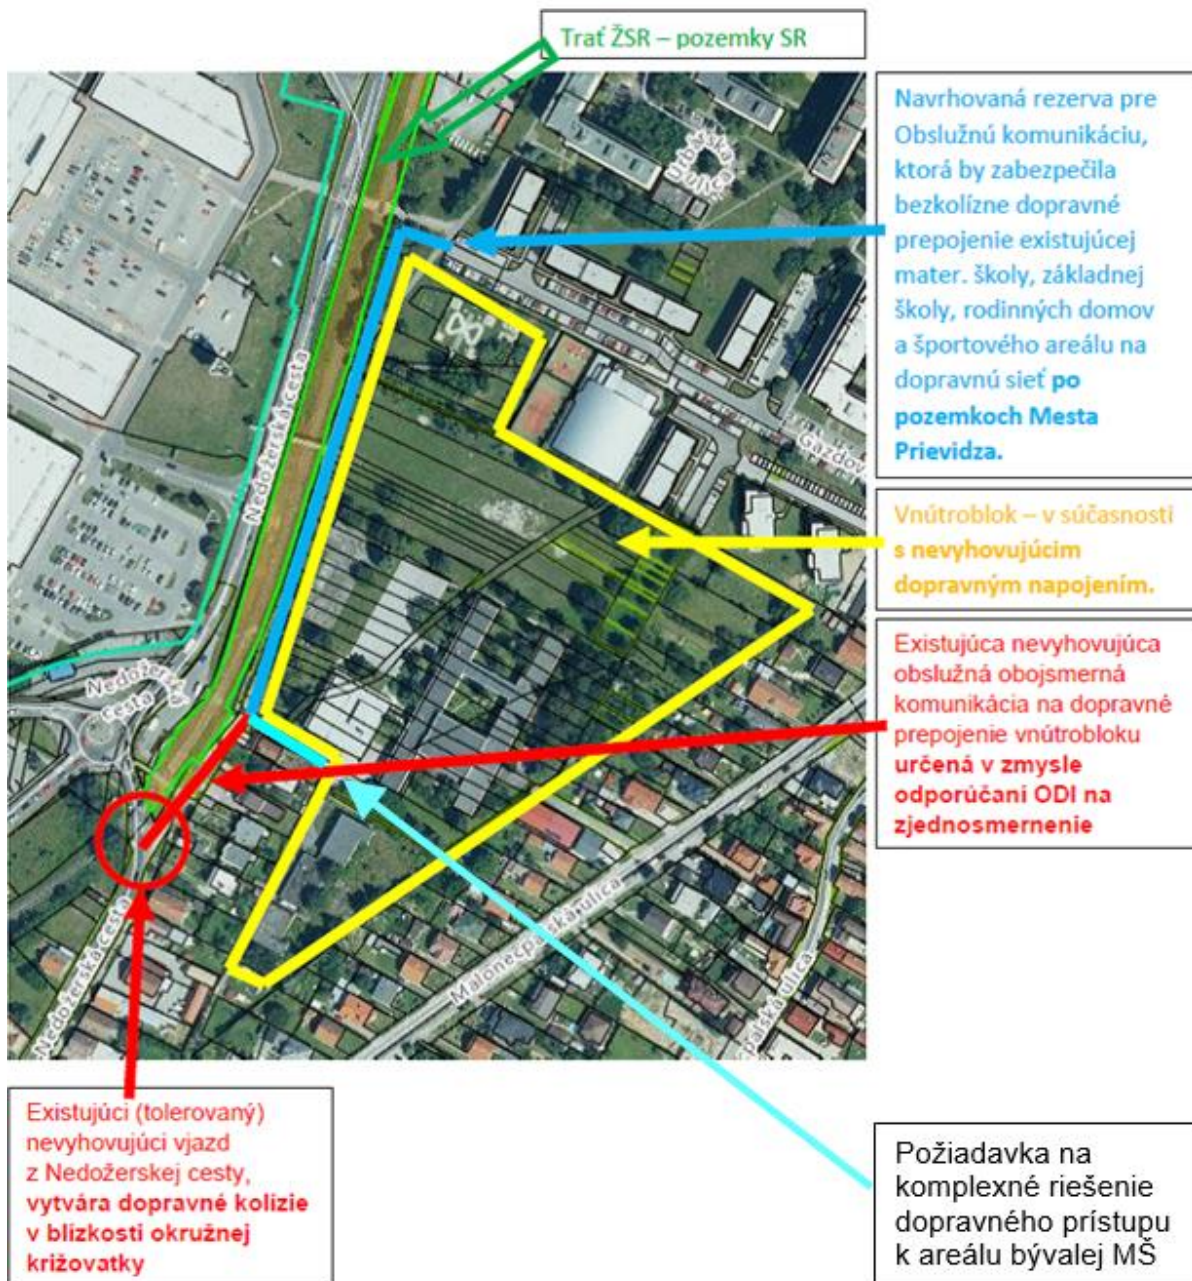 Trať ŽSR – pozemky SR
Navrhovaná rezerva pre
Obslužnú komunikáciu,
ktorá by zabezpečila
bezkolízne dopravné
prepojenie existujúcej
mater. školy, základnej
školy, rodinných domov
a športového areálu na
dopravnú sieť po
pozemkoch Mesta
Prievidza.
Vnútroblok – v súčasnosti
s nevyhovujúcim
dopravným napojením.
Existujúca nevyhovujúca
obslužná obojsmerná
komunikácia na dopravné
prepojenie vnútrobloku
určená v zmysle
odporúčaní ODI na
zjednosmernenie
Nedožerská cesta
Gazdov
Nedožerská
cesta
Malonecpalská ulica
palská ulica
Nedožerská cesta
Existujúci (tolerovaný)
nevyhovujúci vjazd
z Nedožerskej cesty,
vytvára dopravné kolízie
v blízkosti okružnej
križovatky
Požiadavka na
komplexné riešenie
dopravného prístupu
k areálu bývalej MŠ